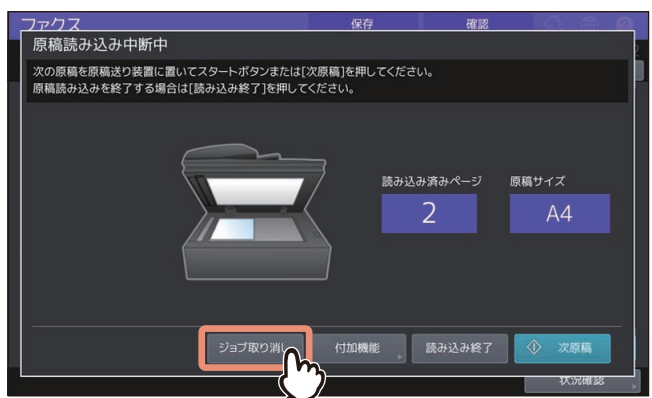 ファクス
保存
確認
原稿読み込み中断中
次の原稿を原稿送り装置に置いてスタートボタンまたは[次原稿]を押してください。
原稿読み込みを終了する場合は[読み込み終了]を押してください。
読み込み済みページ
原稿サイズ
2
A4
ジョブ取り消し
付加機能
読み込み終了
次原稿
状況確認